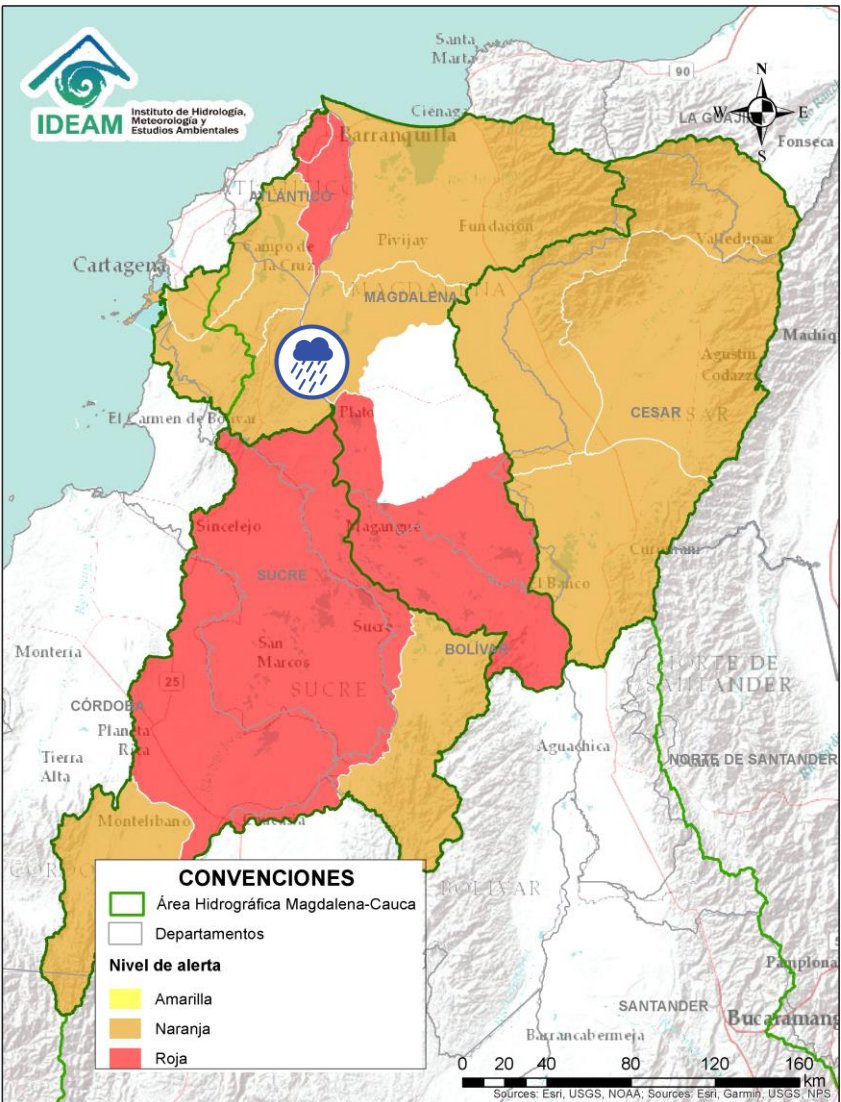 IDEAM
Instituto de Hidrología,
Meteorología y
Estudios Ambientales
Santa
Marta
90
N
W
E
S
Ciénaga
LA GUAJIRA
Fonseca
Barranquilla
ATLÁNTICO
Valledupar
Fundación
Pivijay
Campo de
la Cruz
Cartagena
MAGDALENA
MAGDALENA
Agustín
Codazzi
El Carmen de Bolívar
Plato
CESAR
CESAR
Sincelejo
Magangué
SUCRE
El Banco
Sucre
Montería
San
Marcos
BOLÍVAR
25
SUCRE
NORTE DE
SANTANDER
CÓRDOBA
Planeta
Rica
Tierra
Alta
Aguachica
NORTE DE SANTANDER
Montelibano
BOLÍVAR
CONVENCIONES
Área Hidrográfica Magdalena-Cauca
Departamentos
Nivel de alerta
Amarilla
Naranja
Roja
Pamplona
SANTANDER
Bucaramang
Barrancabermeja
0 20 40 80 120 160
km
Sources: Esri, USGS, NOAA; Sources: Esri, Garmin, USGS, NPS